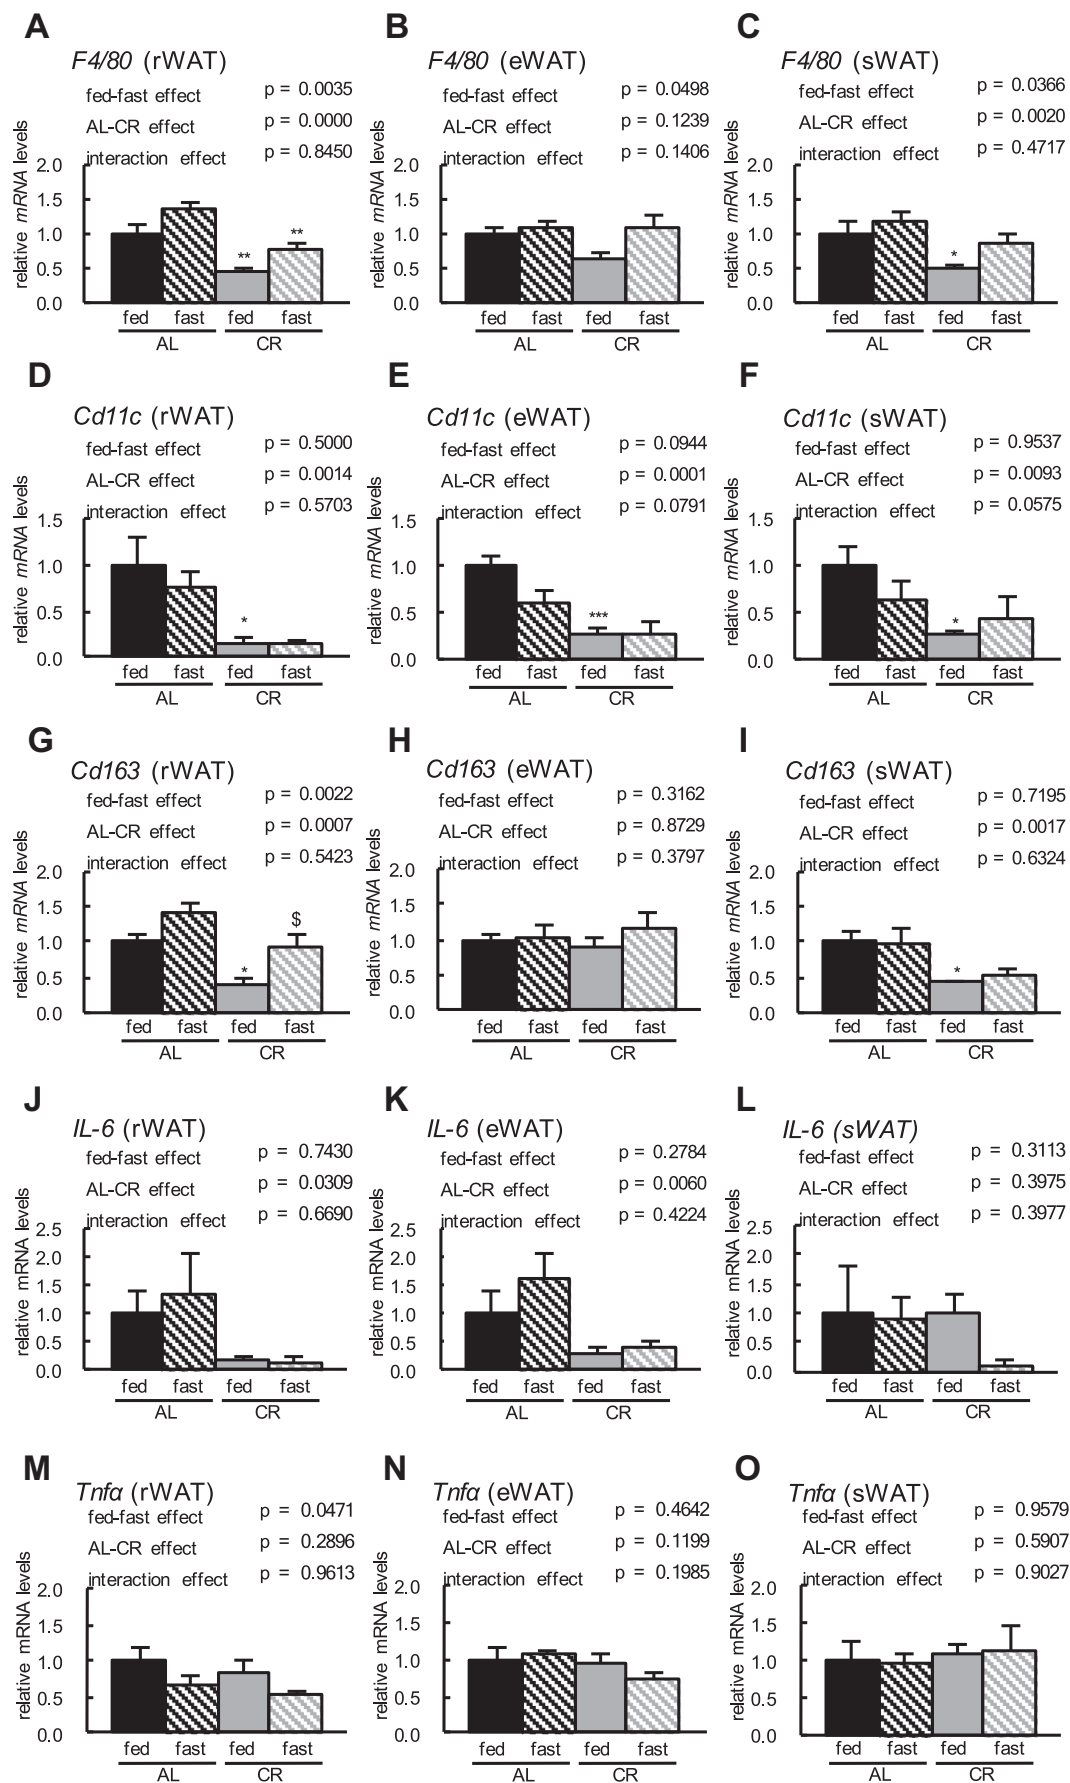 A
F4/80 (rWAT)
fed-fast effect p = 0.0035
AL-CR effect p = 0.0000
interaction effect p = 0.8450
relative mRNA levels
2.0
1.5
1.0
0.5
0.0
**
**
fed fast fed fast
AL CR
B
F4/80 (eWAT)
fed-fast effect p = 0.0498
AL-CR effect p = 0.1239
interaction effect p = 0.1406
relative mRNA levels
2.0
1.5
1.0
0.5
0.0
fed fast fed fast
AL CR
C
F4/80 (sWAT)
fed-fast effect p = 0.0366
AL-CR effect p = 0.0020
interaction effect p = 0.4717
relative mRNA levels
2.0
1.5
1.0
0.5
0.0
*
fed fast fed fast
AL CR
D
Cd11c (rWAT)
fed-fast effect p = 0.5000
AL-CR effect p = 0.0014
interaction effect p = 0.5703
relative mRNA levels
1.5
1.0
0.5
0.0
*
fed fast fed fast
AL CR
E
Cd11c (eWAT)
fed-fast effect p = 0.0944
AL-CR effect p = 0.0001
interaction effect p = 0.0791
relative mRNA levels
1.5
1.0
0.5
0.0
***
fed fast fed fast
AL CR
F
Cd11c (sWAT)
fed-fast effect p = 0.9537
AL-CR effect p = 0.0093
interaction effect p = 0.0575
relative mRNA levels
1.5
1.0
0.5
0.0
*
fed fast fed fast
AL CR
G
Cd163 (rWAT)
fed-fast effect p = 0.0022
AL-CR effect p = 0.0007
interaction effect p = 0.5423
relative mRNA levels
2.0
1.5
1.0
0.5
0.0
*
$
fed fast fed fast
AL CR
H
Cd163 (eWAT)
fed-fast effect p = 0.3162
AL-CR effect p = 0.8729
interaction effect p = 0.3797
relative mRNA levels
2.0
1.5
1.0
0.5
0.0
fed fast fed fast
AL CR
I
Cd163 (sWAT)
fed-fast effect p = 0.7195
AL-CR effect p = 0.0017
interaction effect p = 0.6324
relative mRNA levels
2.0
1.5
1.0
0.5
0.0
*
fed fast fed fast
AL CR
J
IL-6 (rWAT)
fed-fast effect p = 0.7430
AL-CR effect p = 0.0309
interaction effect p = 0.6690
relative mRNA levels
2.5
2.0
1.5
1.0
0.5
0.0
fed fast fed fast
AL CR
K
IL-6 (eWAT)
fed-fast effect p = 0.2784
AL-CR effect p = 0.0060
interaction effect p = 0.4224
relative mRNA levels
2.5
2.0
1.5
1.0
0.5
0.0
fed fast fed fast
AL CR
L
IL-6 (sWAT)
fed-fast effect p = 0.3113
AL-CR effect p = 0.3975
interaction effect p = 0.3977
relative mRNA levels
2.5
2.0
1.5
1.0
0.5
0.0
fed fast fed fast
AL CR
M
Tnfα (rWAT)
fed-fast effect p = 0.0471
AL-CR effect p = 0.2896
interaction effect p = 0.9613
relative mRNA levels
2.0
1.5
1.0
0.5
0.0
fed fast fed fast
AL CR
N
Tnfα (eWAT)
fed-fast effect p = 0.4642
AL-CR effect p = 0.1199
interaction effect p = 0.1985
relative mRNA levels
2.0
1.5
1.0
0.5
0.0
fed fast fed fast
AL CR
O
Tnfα (sWAT)
fed-fast effect p = 0.9579
AL-CR effect p = 0.5907
interaction effect p = 0.9027
relative mRNA levels
2.0
1.5
1.0
0.5
0.0
fed fast fed fast
AL CR